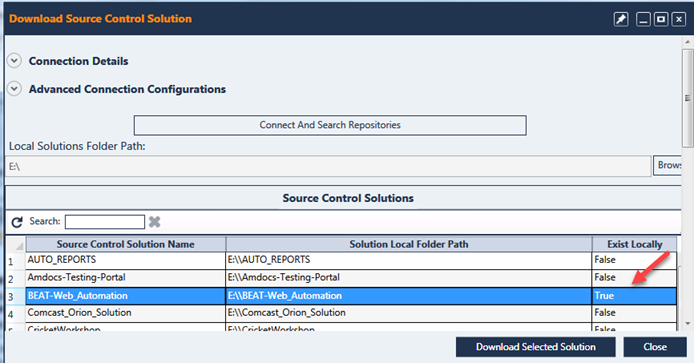 Download Source Control Solution
Connection Details
Advanced Connection Configurations
Connect And Search Repositories
Local Solutions Folder Path:
E:\ Brows
Source Control Solutions
Search:
Source Control Solution Name Solution Local Folder Path Exist Locally
1 AUTO_REPORTS E:\\AUTO_REPORTS False
2 Amdocs-Testing-Portal E:\\Amdocs-Testing-Portal False
3 BEAT-Web_Automation E:\\BEAT-Web_Automation True
4 Comcast_Orion_Solution E:\\Comcast_Orion_Solution False
5 CricketWorkshop E:\\CricketWorkshop False
Download Selected Solution Close